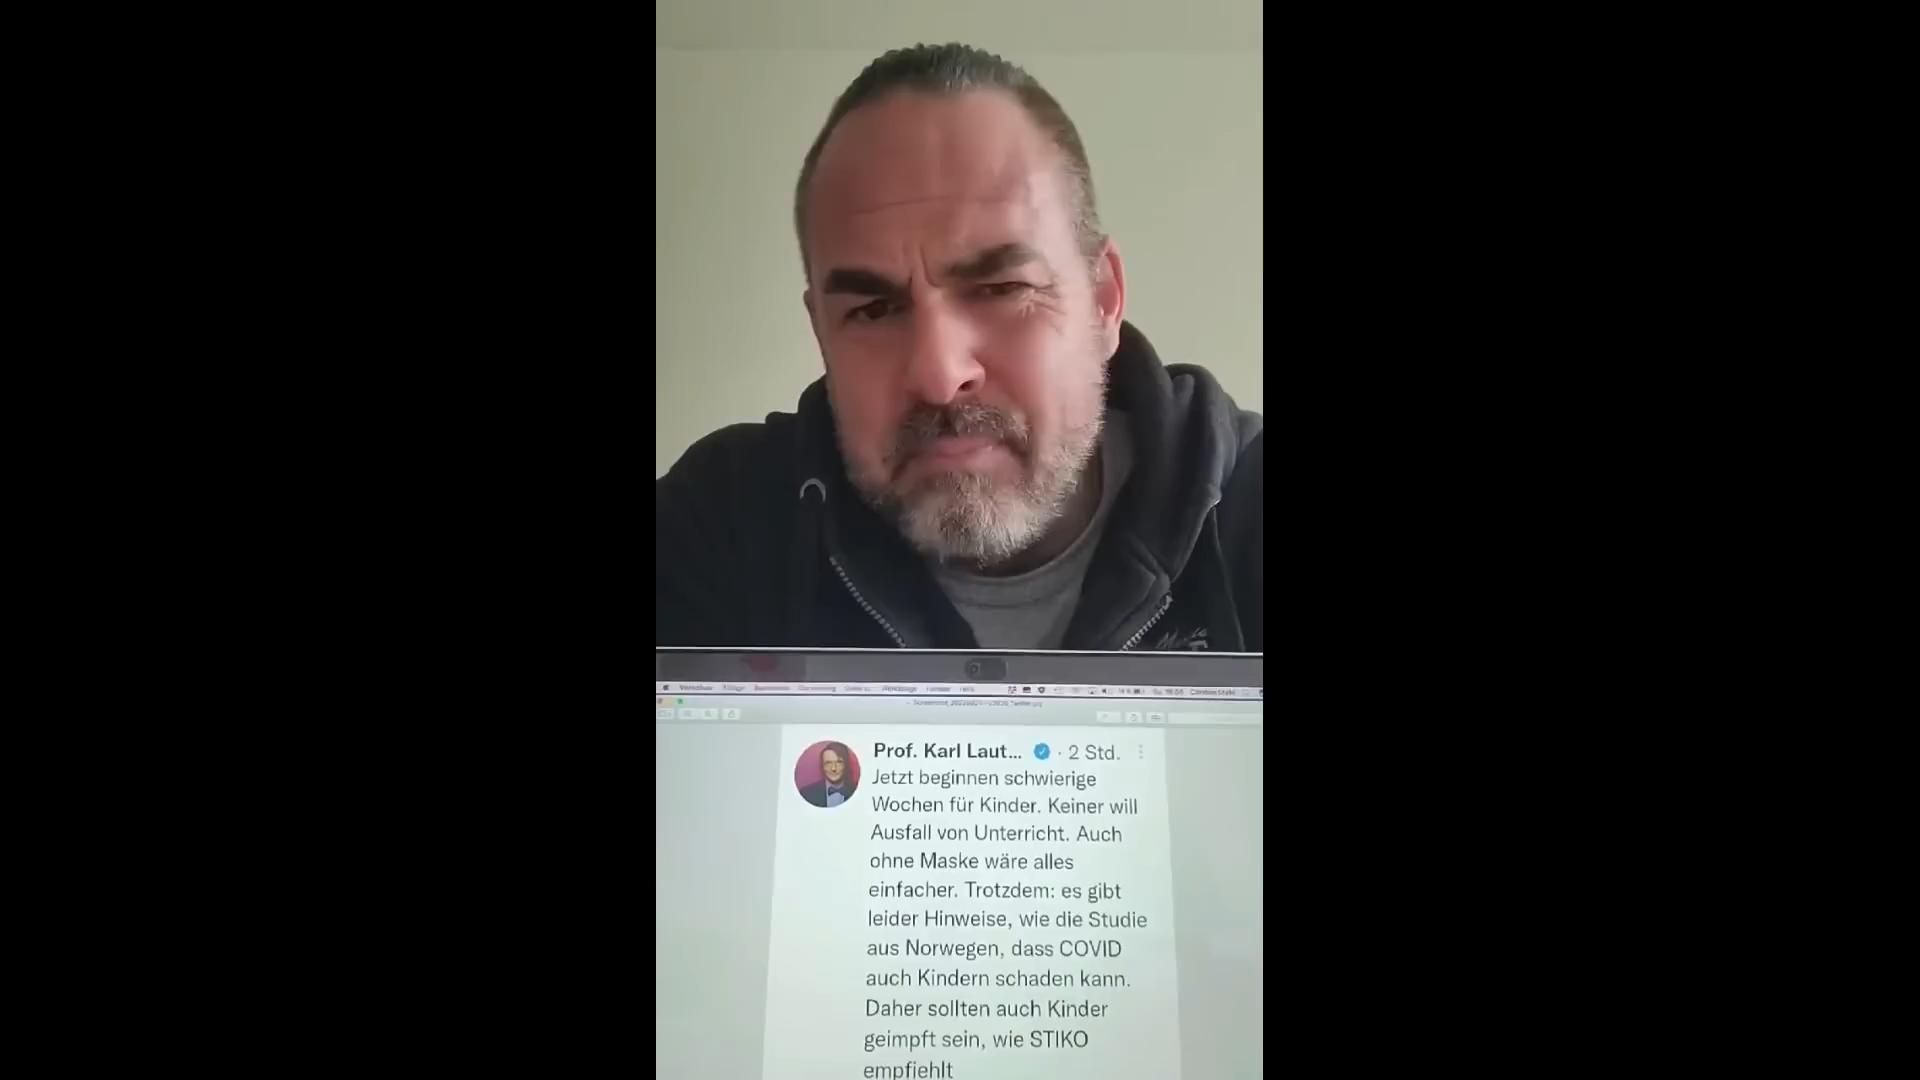 Prof. Karl Laut... · 2 Std.
Jetzt beginnen schwierige
Wochen für Kinder. Keiner will
Ausfall von Unterricht. Auch
ohne Maske wäre alles
einfacher. Trotzdem: es gibt
leider Hinweise, wie die Studie
aus Norwegen, dass COVID
auch Kindern schaden kann.
Daher sollten auch Kinder
geimpft sein, wie STIKO
empfiehlt